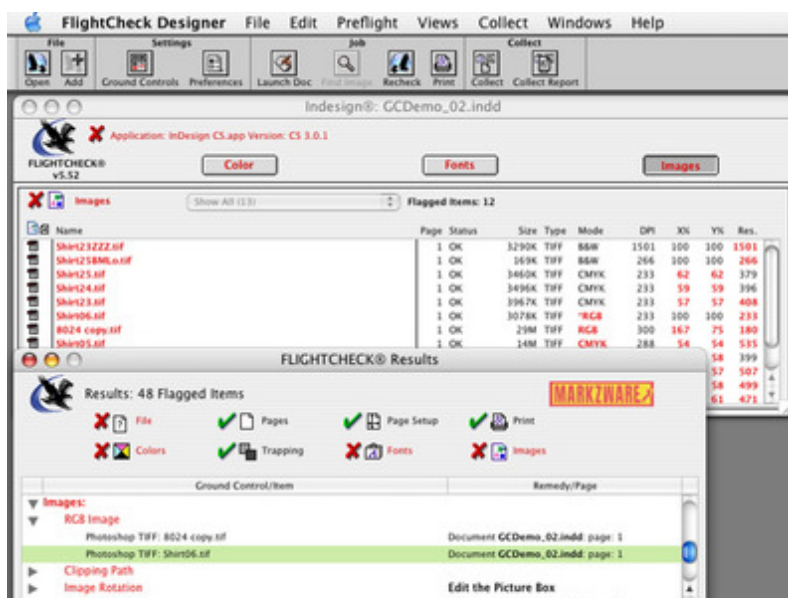 FlightCheck Designer File Edit Preflight Views Collect Windows Help
File Settings Job Collect
Open Add Ground Controls Preferences Launch Doc Find Image Recheck Print Collect Collect Report
Indesign®: GCDemo_02.indd
Application: InDesign CS.app Version: CS 3.0.1
FLIGHTCHECK®
v5.52
Color Fonts Images
Images Show All (13) Flagged Items: 12
Name Page Status Size Type Mode DPI X% Y% Res.
Shirt23ZZZ.tif 1 OK 3290K TIFF B&W 1501 100 100 1501
Shirt25BMLo.tif 1 OK 169K TIFF B&W 266 100 100 266
Shirt25.tif 1 OK 3460K TIFF CMYK 233 62 62 379
Shirt24.tif 1 OK 3496K TIFF CMYK 233 59 59 396
Shirt23.tif 1 OK 3967K TIFF CMYK 233 57 57 408
Shirt06.tif 1 OK 3078K TIFF *RGB 233 100 100 233
8024 copy.tif 1 OK 29M TIFF RGB 300 167 75 180
Shirt05.tif 1 OK 14M TIFF CMYK 288 54 54 535
58 399
57 507
58 499
61 471
FLIGHTCHECK® Results
Results: 48 Flagged Items
MARKZWARE
File Pages Page Setup Print
Colors Trapping Fonts Images
Ground Control/Item Remedy/Page
Images:
RGB Image
Photoshop TIFF: 8024 copy.tif Document GCDemo_02.indd: page: 1
Photoshop TIFF: Shirt06.tif Document GCDemo_02.indd: page: 1
Clipping Path
Image Rotation Edit the Picture Box